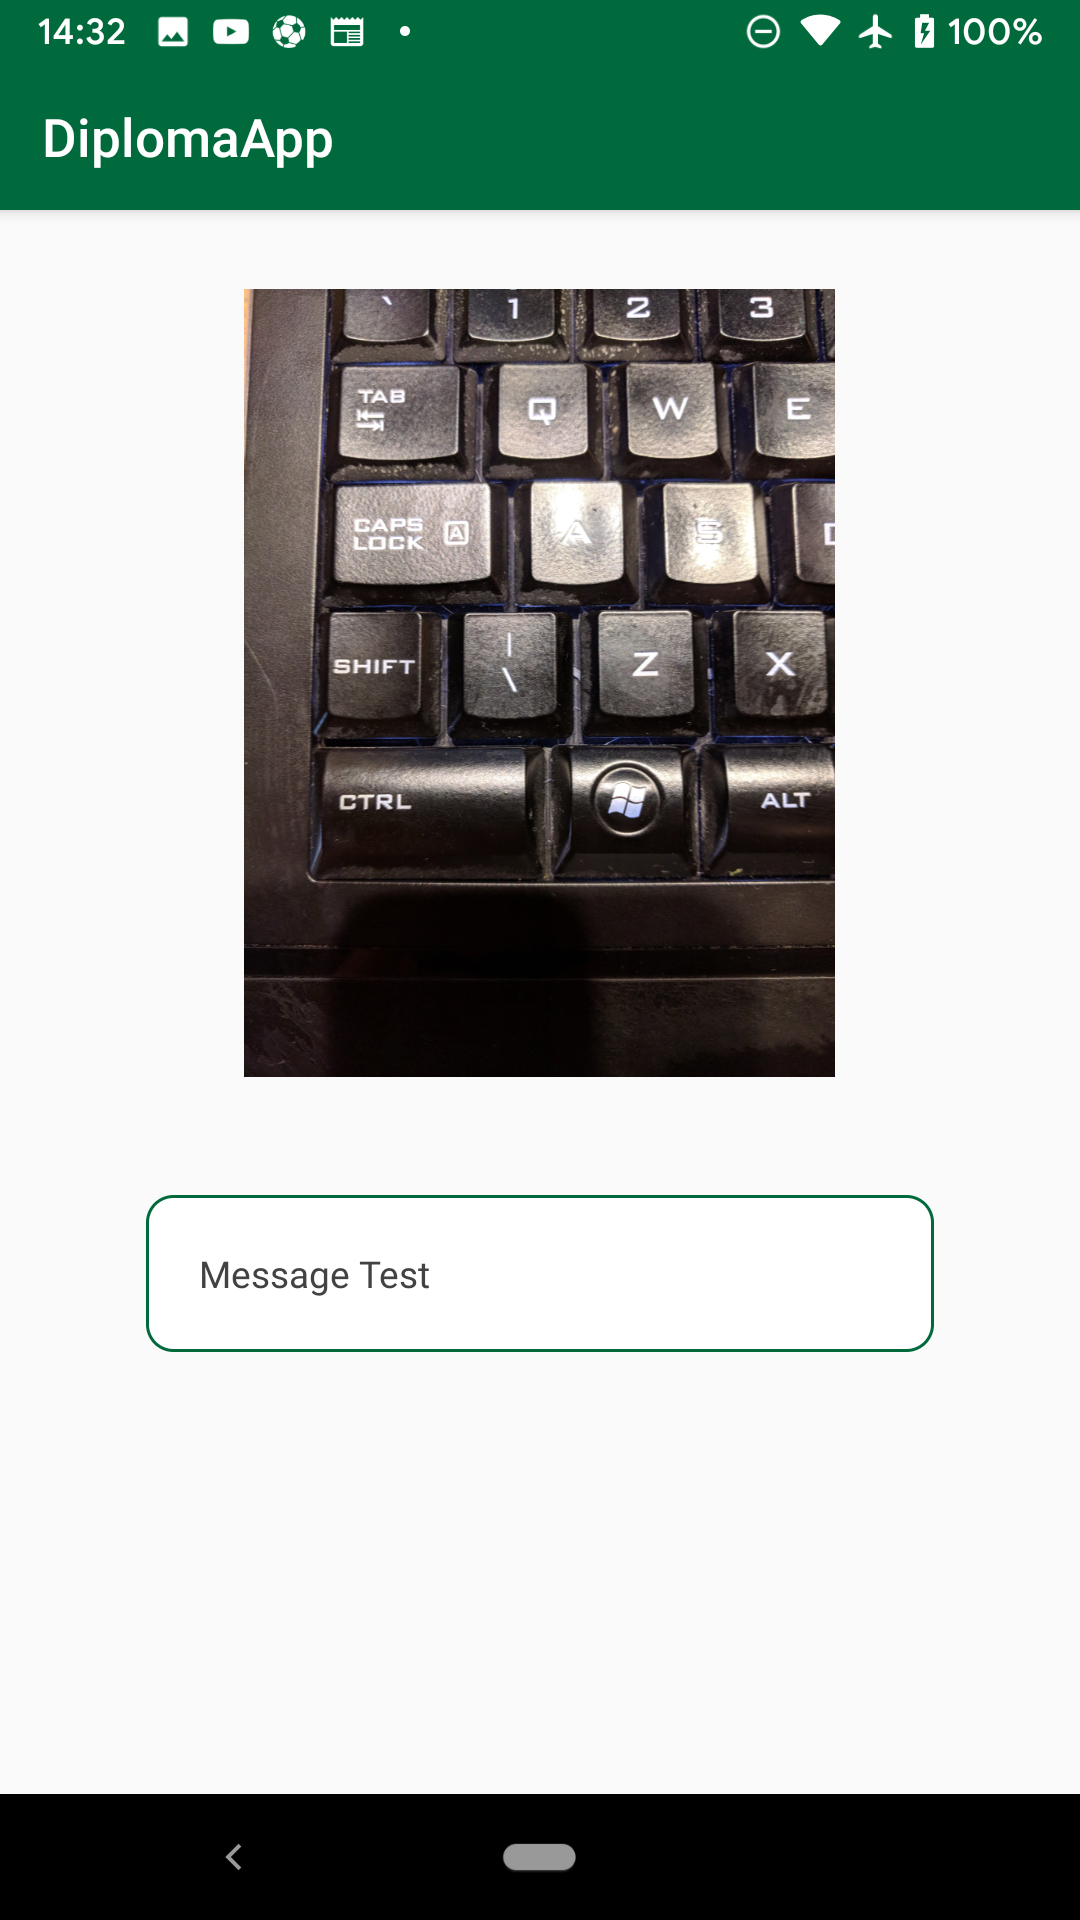 14:32 100%
DiplomaApp
` 1 2 3
TAB Q W E
CAPS LOCK A A S
SHIFT | \ Z X
CTRL ALT
Message Test